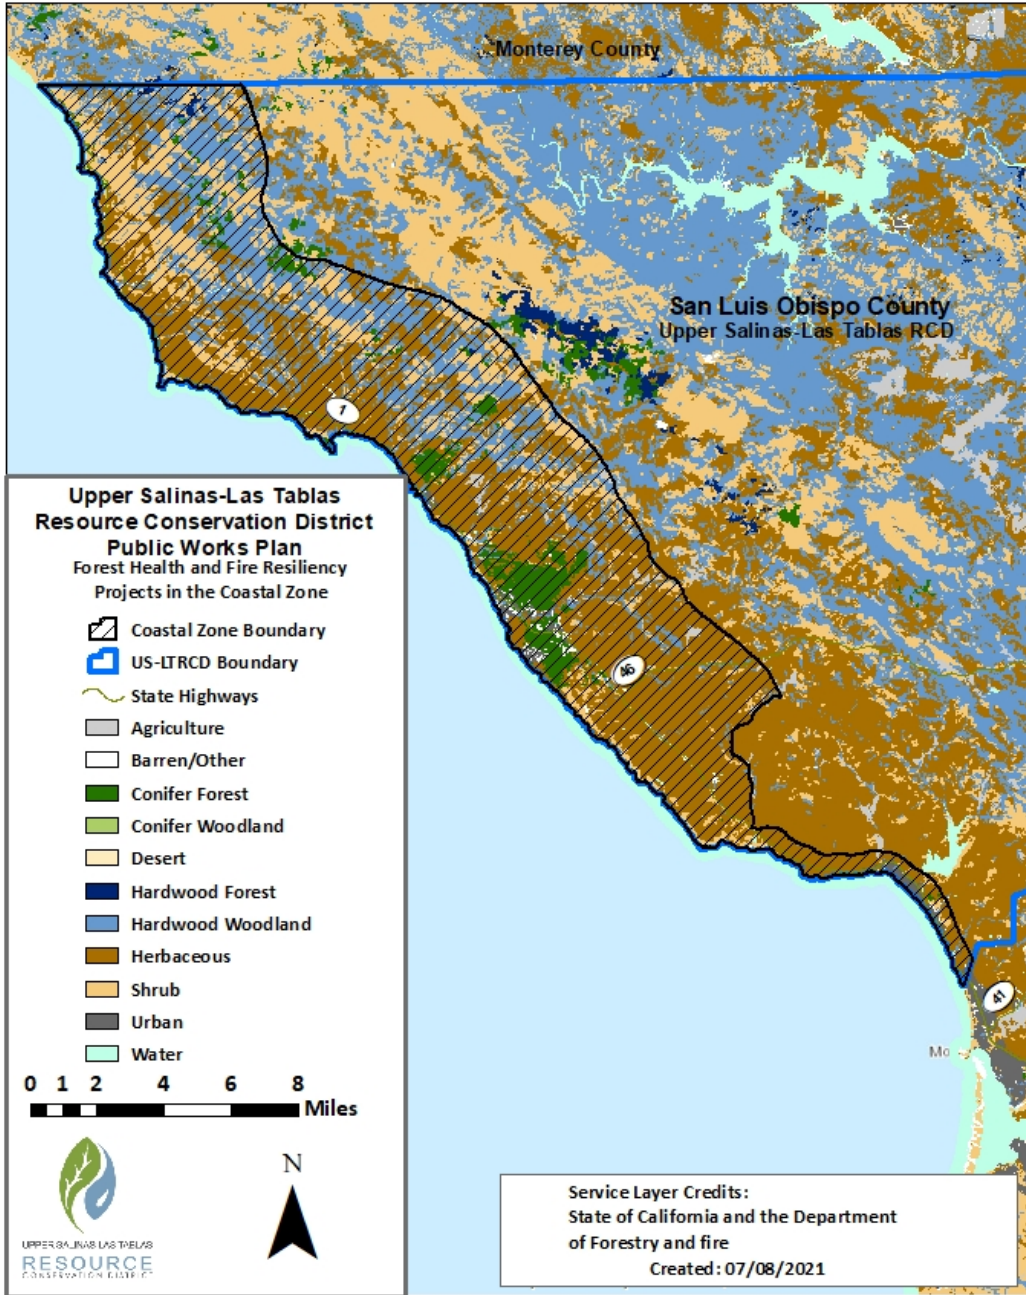 Monterey County
San Luis Obispo County
Upper Salinas-Las Tablas RCD
1
46
41
Mo
Upper Salinas-Las Tablas
Resource Conservation District
Public Works Plan
Forest Health and Fire Resiliency
Projects in the Coastal Zone
Coastal Zone Boundary
US-LTRCD Boundary
State Highways
Agriculture
Barren/Other
Conifer Forest
Conifer Woodland
Desert
Hardwood Forest
Hardwood Woodland
Herbaceous
Shrub
Urban
Water
0 1 2 4 6 8
Miles
N
UPPER SALINAS LAS TABLAS
RESOURCE
CONSERVATION DISTRICT
Service Layer Credits:
State of California and the Department
of Forestry and fire
Created: 07/08/2021